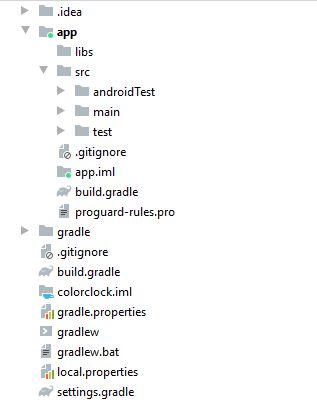 .idea
app
libs
src
androidTest
main
test
.gitignore
app.iml
build.gradle
proguard-rules.pro
gradle
.gitignore
build.gradle
colorclock.iml
gradle.properties
gradlew
gradlew.bat
local.properties
settings.gradle